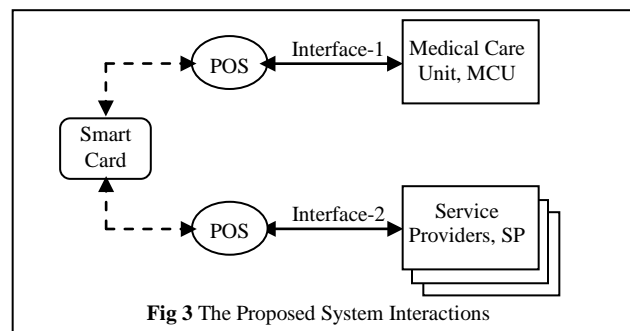 Interface-1
POS
Medical Care
Unit, MCU
Smart
Card
Interface-2
POS
Service
Providers, SP
Fig 3 The Proposed System Interactions